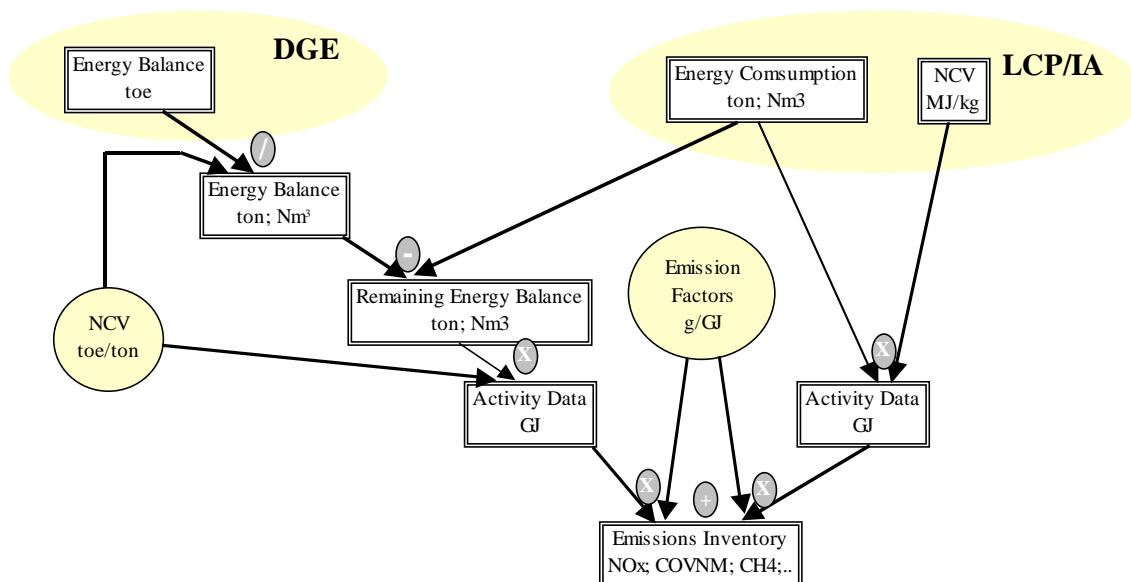 DGE
Energy Balance
toe
LCP/IA
Energy Comsumption
ton; Nm3
NCV
MJ/kg
/
Energy Balance
ton; Nm³
-
Remaining Energy Balance
ton; Nm3
Emission
Factors
g/GJ
NCV
toe/ton
X
X
Activity Data
GJ
Activity Data
GJ
X
+
X
Emissions Inventory
NOx; COVNM; CH4;..